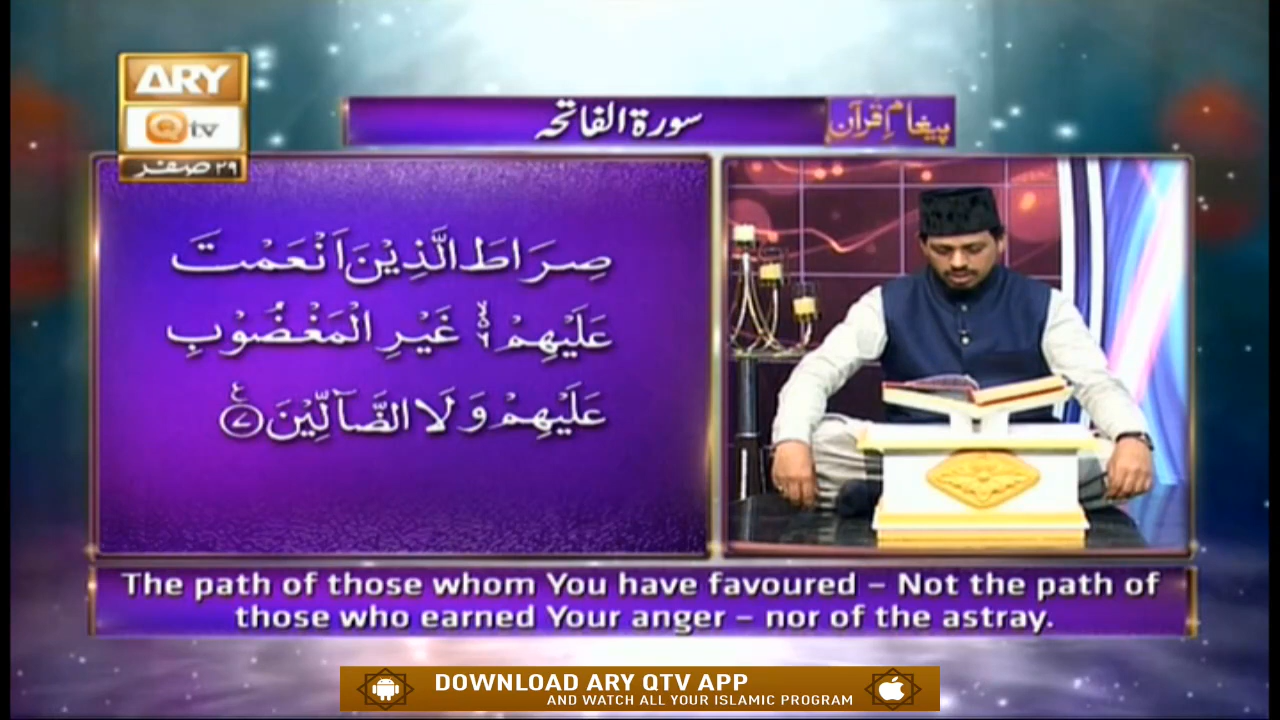 ARY
Q tv
٢٩ صفر
پیغامِ قرآن
سورۃ الفاتحہ
صِرَاطَ الَّذِیْنَ اَنْعَمْتَ
عَلَیْهِمْ غَیْرِ الْمَغْضُوْبِ
عَلَیْهِمْ وَ لَا الضَّآلِّیْنَ ﴿۷﴾ ع
The path of those whom You have favoured – Not the path of
those who earned Your anger – nor of the astray.
DOWNLOAD ARY QTV APP
AND WATCH ALL YOUR ISLAMIC PROGRAM